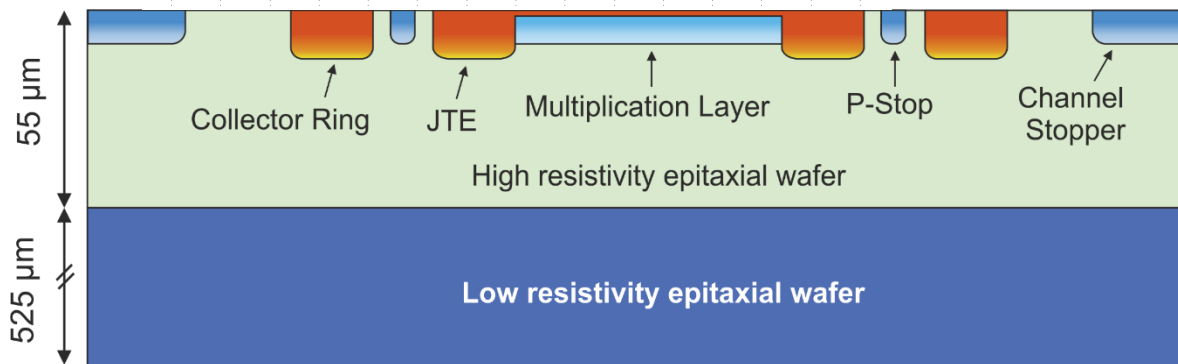 55 µm
525 µm
Collector Ring
JTE
Multiplication Layer
P-Stop
Channel
Stopper
High resistivity epitaxial wafer
Low resistivity epitaxial wafer